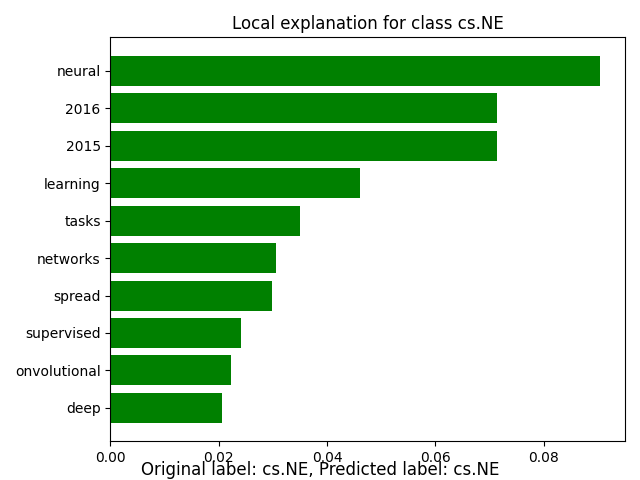 Local explanation for class cs.NE
neural
2016
2015
learning
tasks
networks
spread
supervised
onvolutional
deep
0.00 0.02 0.04 0.06 0.08
Original label: cs.NE, Predicted label: cs.NE